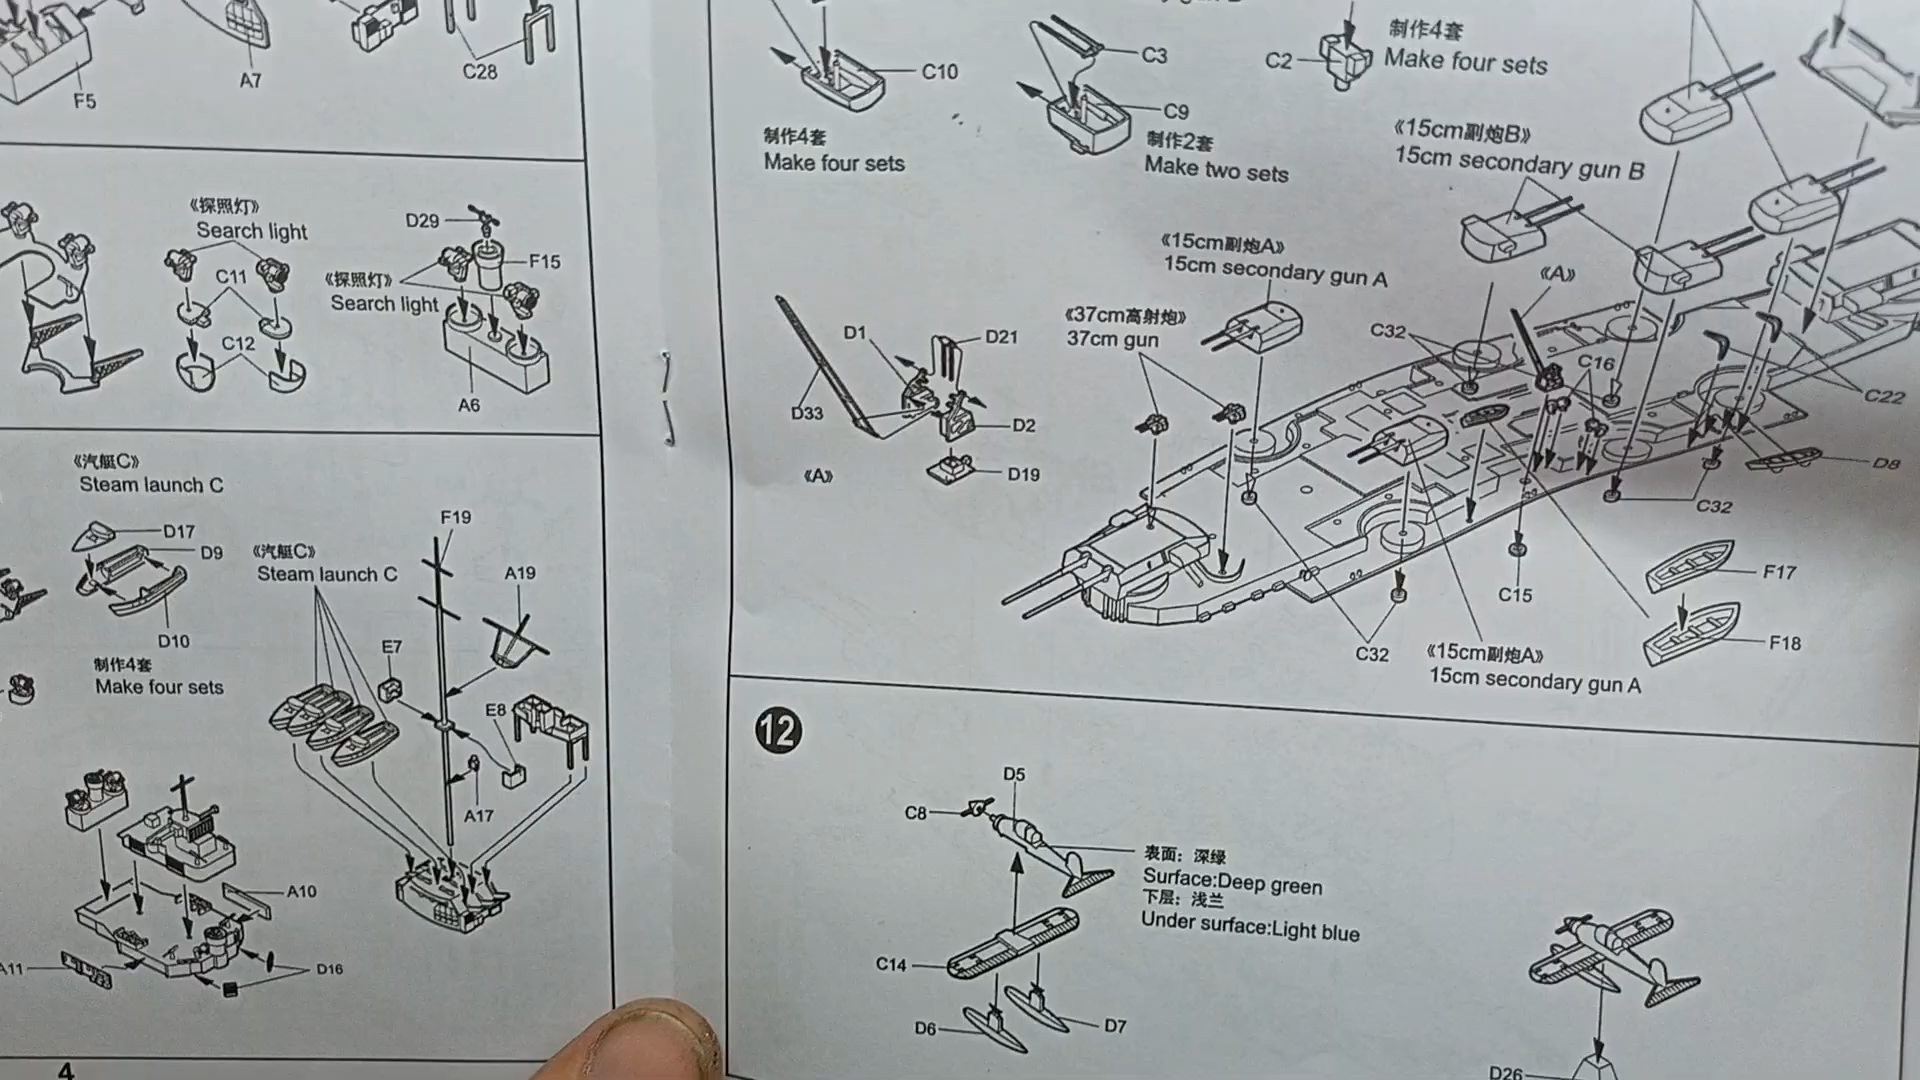 F5
A7
C28
《探照灯》
Search light
C11
C12
D29
F15
《探照灯》
Search light
A6
《汽艇C》
Steam launch C
D17
D9
D10
制作4套
Make four sets
《汽艇C》
Steam launch C
F19
A19
E7
E8
A17
A10
A11
D16
4
C10
制作4套
Make four sets
C3
C9
制作2套
Make two sets
C2
制作4套
Make four sets
《15cm副炮B》
15cm secondary gun B
《15cm副炮A》
15cm secondary gun A
《37cm高射炮》
37cm gun
D1
D21
D33
D2
D19
《A》
C32
《A》
C16
C22
D8
C32
C15
F17
F18
C32
《15cm副炮A》
15cm secondary gun A
12
D5
C8
表面：深绿
Surface:Deep green
下层：浅兰
Under surface:Light blue
C14
D6
D7
D26